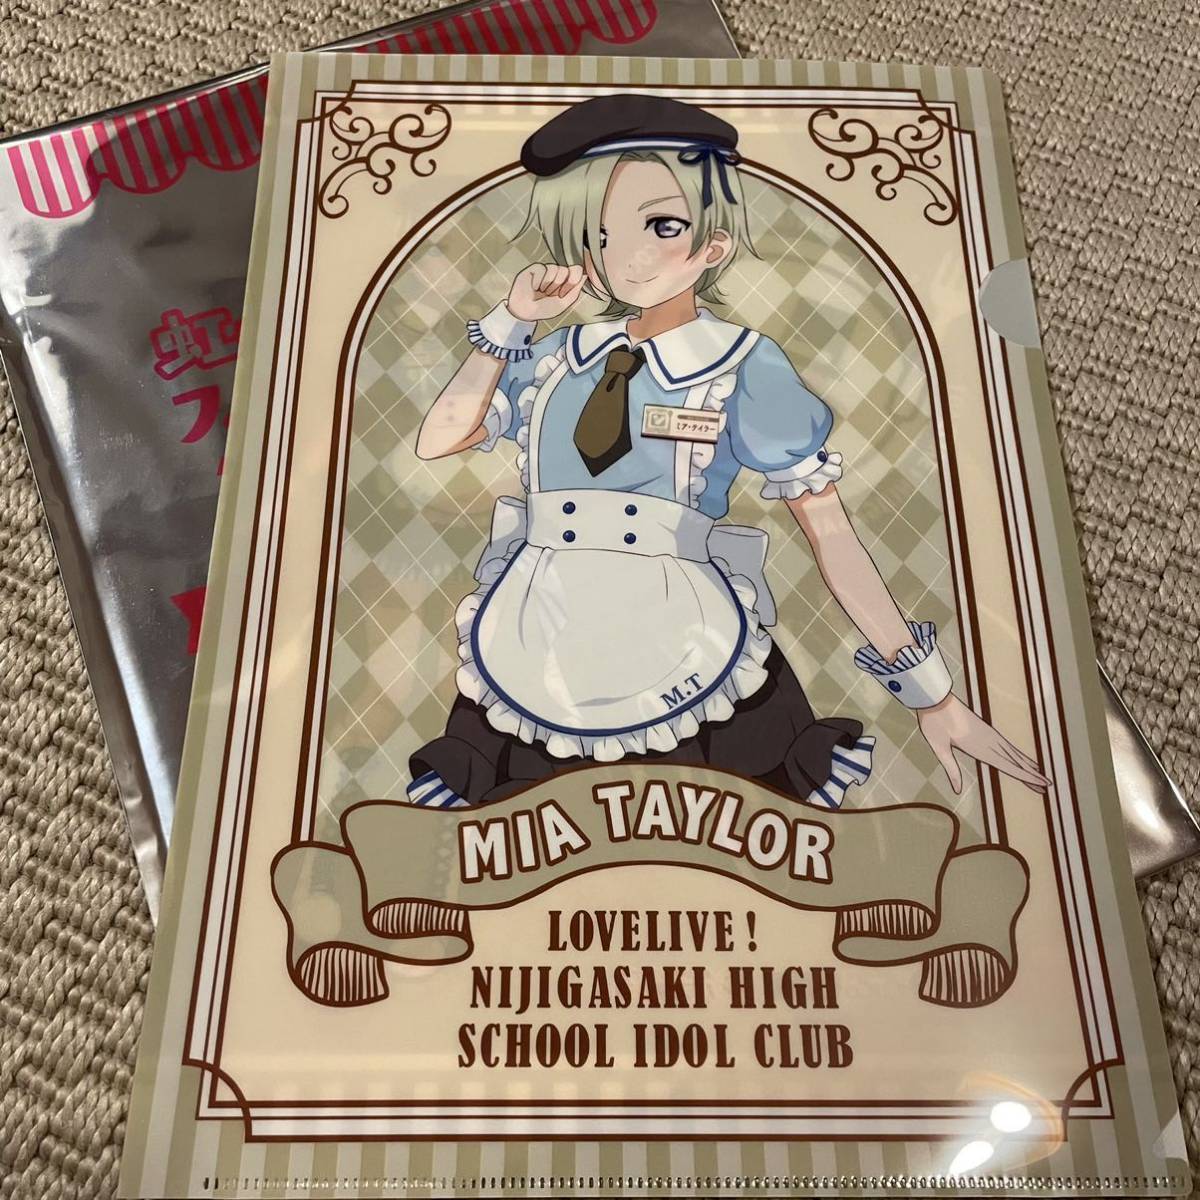 虹
フ
ミア・テイラー
M.T
MIA TAYLOR
LOVELIVE!
NIJIGASAKI HIGH
SCHOOL IDOL CLUB